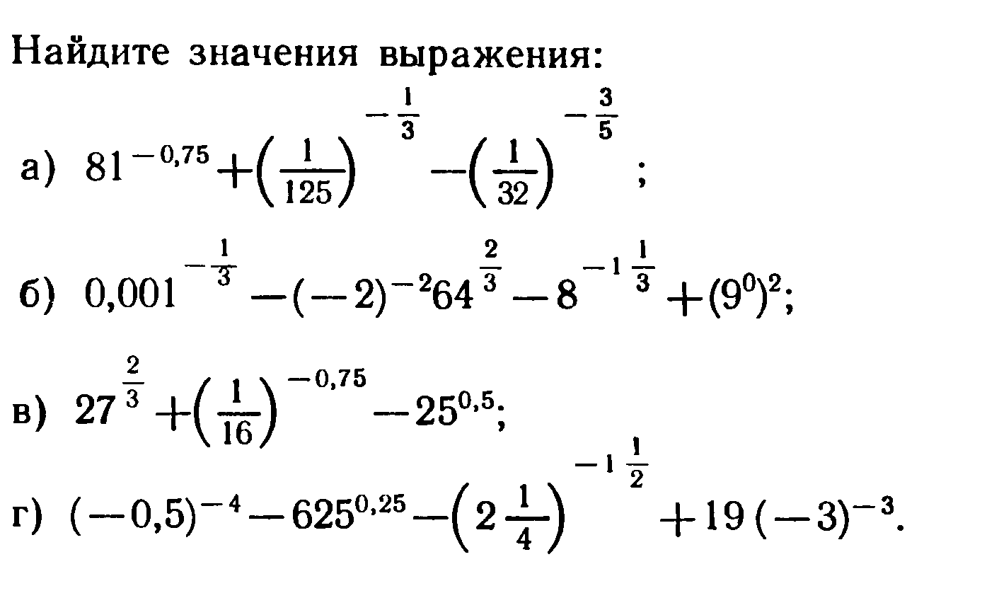 Найдите значения выражения:
а) 81^{-0,75} + (1/125)^{-1/3} - (1/32)^{-3/5};
б) 0,001^{-1/3} - (-2)^{-2} 64^{2/3} - 8^{-1 1/3} + (9^0)^2;
в) 27^{2/3} + (1/16)^{-0,75} - 25^{0,5};
г) (-0,5)^{-4} - 625^{0,25} - (2 1/4)^{-1 1/2} + 19 (-3)^{-3}.